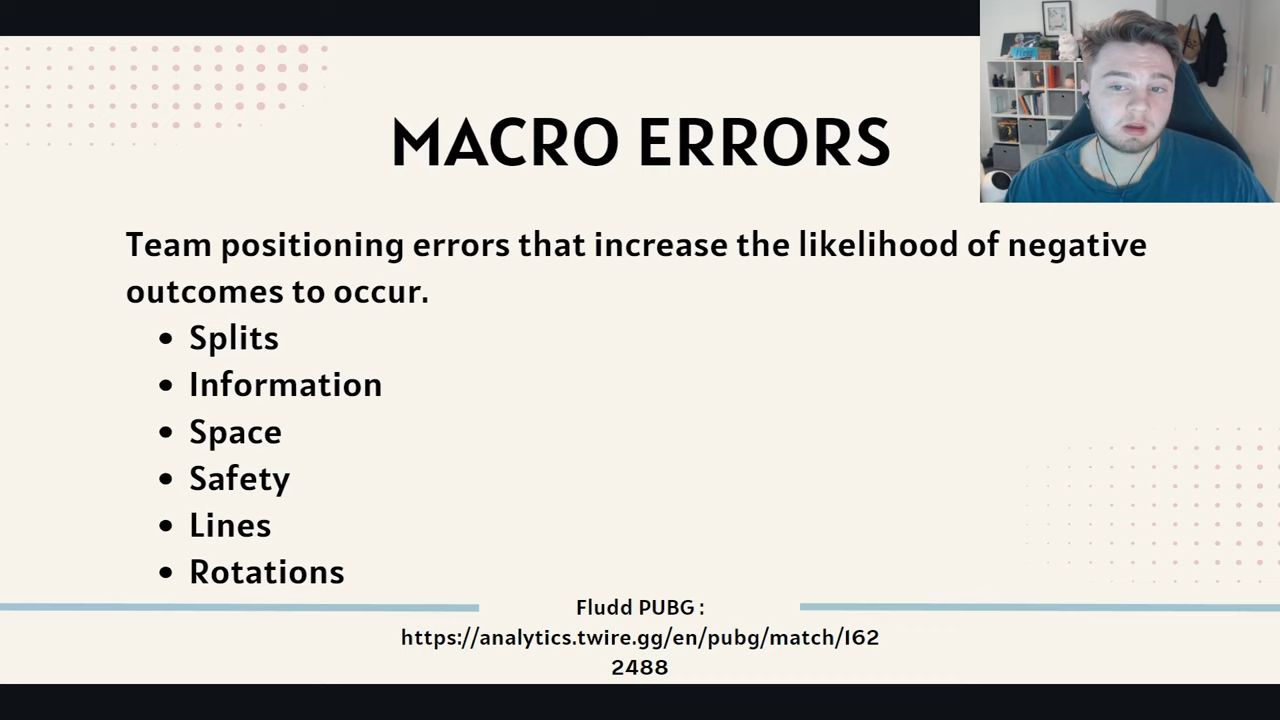 MACRO ERRORS
Team positioning errors that increase the likelihood of negative
outcomes to occur.
• Splits
• Information
• Space
• Safety
• Lines
• Rotations
Fludd PUBG :
https://analytics.twire.gg/en/pubg/match/162
2488